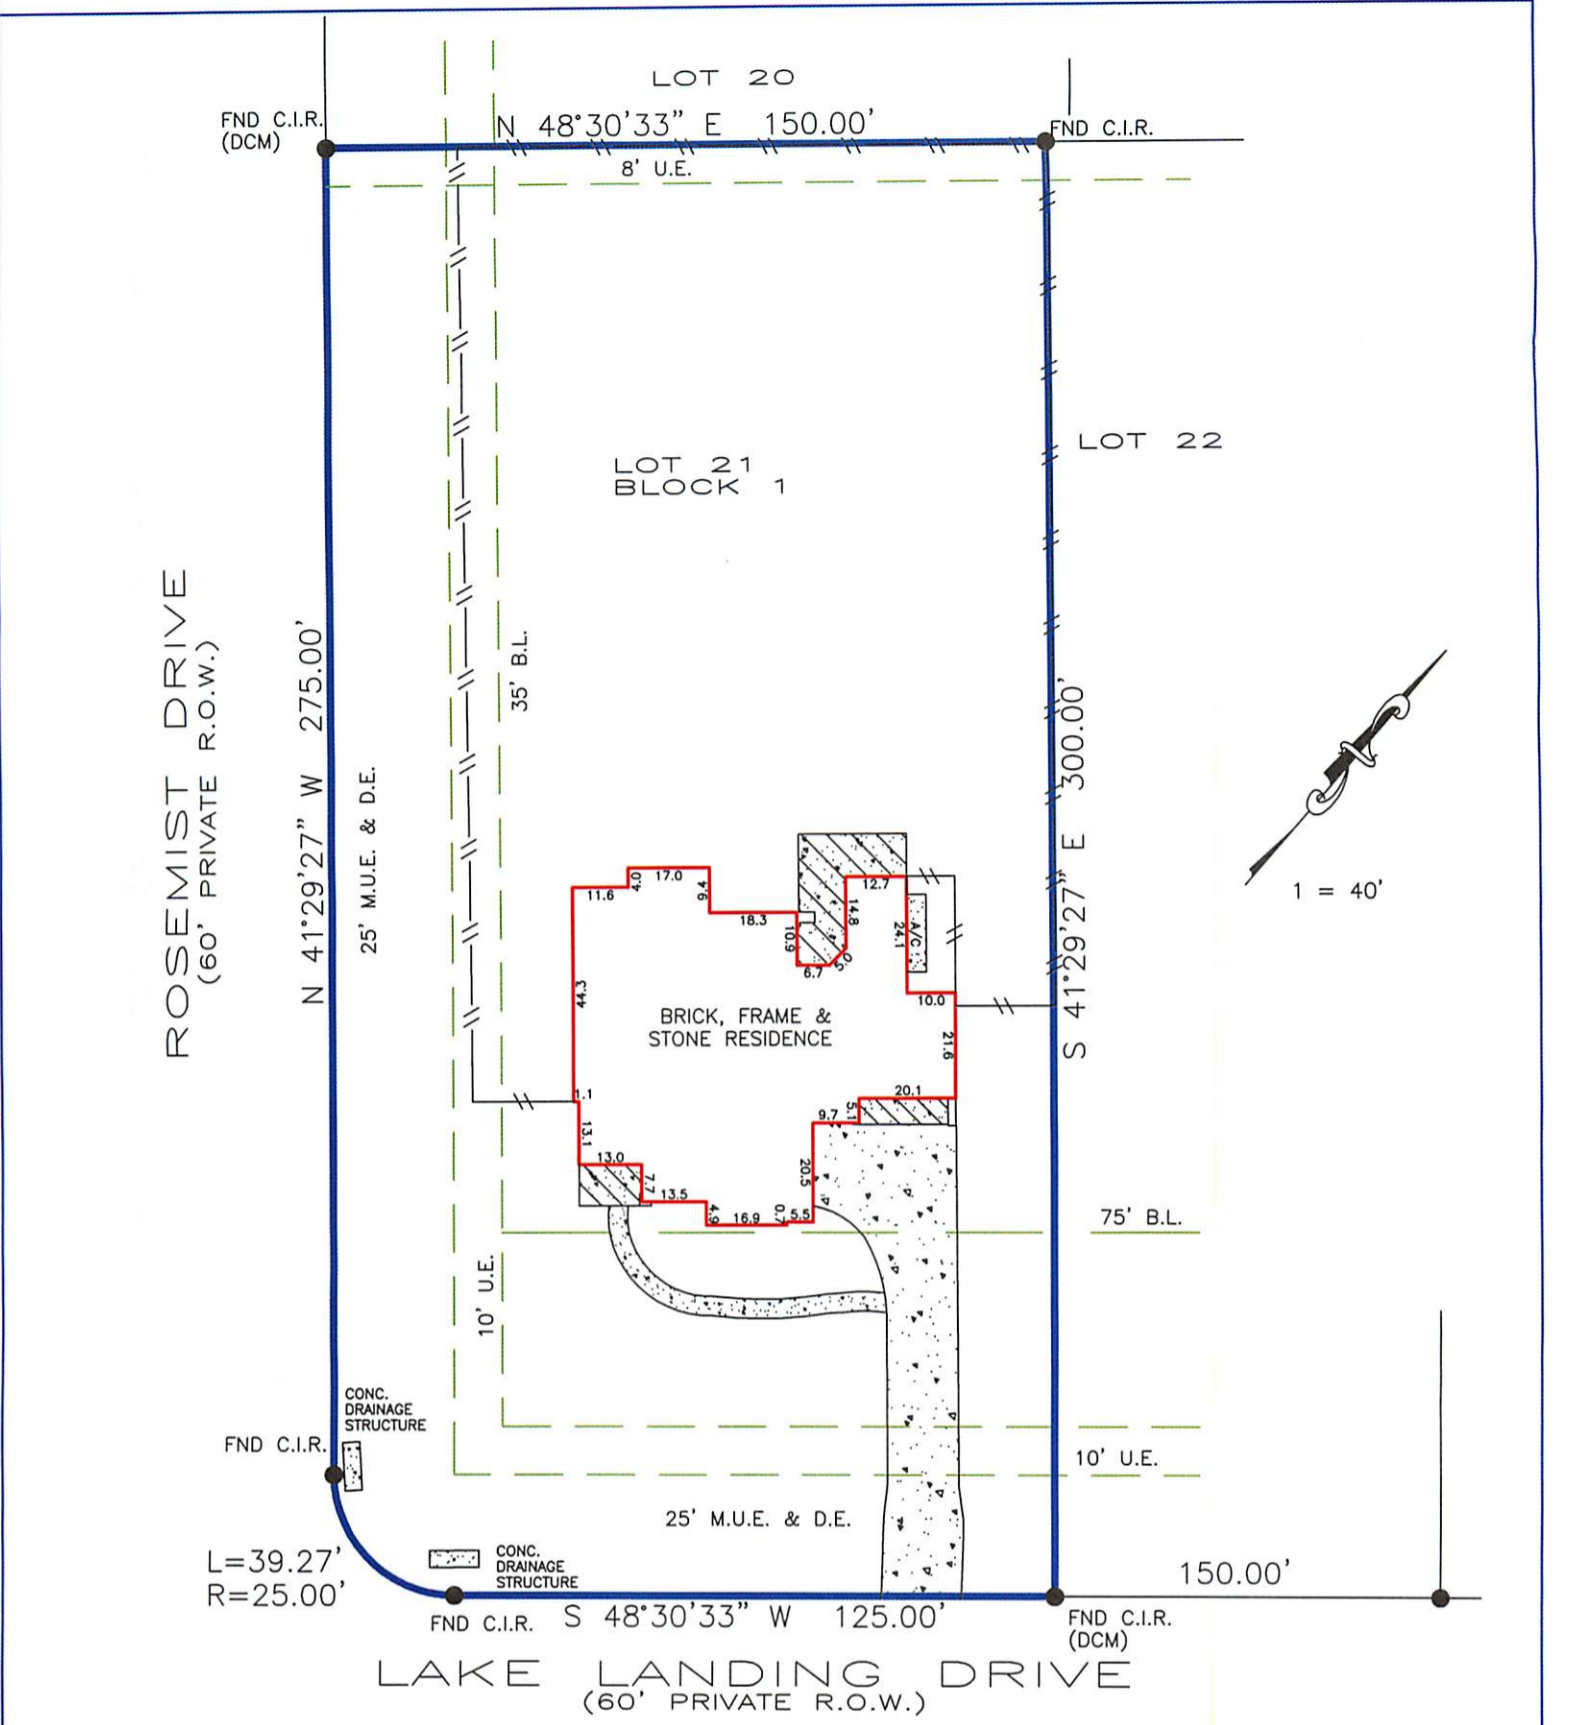 LOT 20
FND C.I.R.
(DCM)
N 48°30'33" E 150.00'
FND C.I.R.
8' U.E.
LOT 22
LOT 21
BLOCK 1
ROSEMIST DRIVE
(60' PRIVATE R.O.W.)
N 41°29'27" W 275.00'
25' M.U.E. & D.E.
35' B.L.
S 41°29'27" E 300.00'
1 = 40'
17.0
4.0
11.6
9.4
18.3
12.7
14.8
10.9
5.0
6.7
24.1
A/C
10.0
44.3
BRICK, FRAME &
STONE RESIDENCE
21.6
1.1
20.1
5.1
9.7
13.1
13.0
7.7
13.5
20.5
4.9
16.9
0.7
5.5
75' B.L.
10' U.E.
CONC.
DRAINAGE
STRUCTURE
FND C.I.R.
10' U.E.
25' M.U.E. & D.E.
L=39.27'
R=25.00'
CONC.
DRAINAGE
STRUCTURE
150.00'
FND C.I.R.
S 48°30'33" W 125.00'
FND C.I.R.
(DCM)
LAKE LANDING DRIVE
(60' PRIVATE R.O.W.)